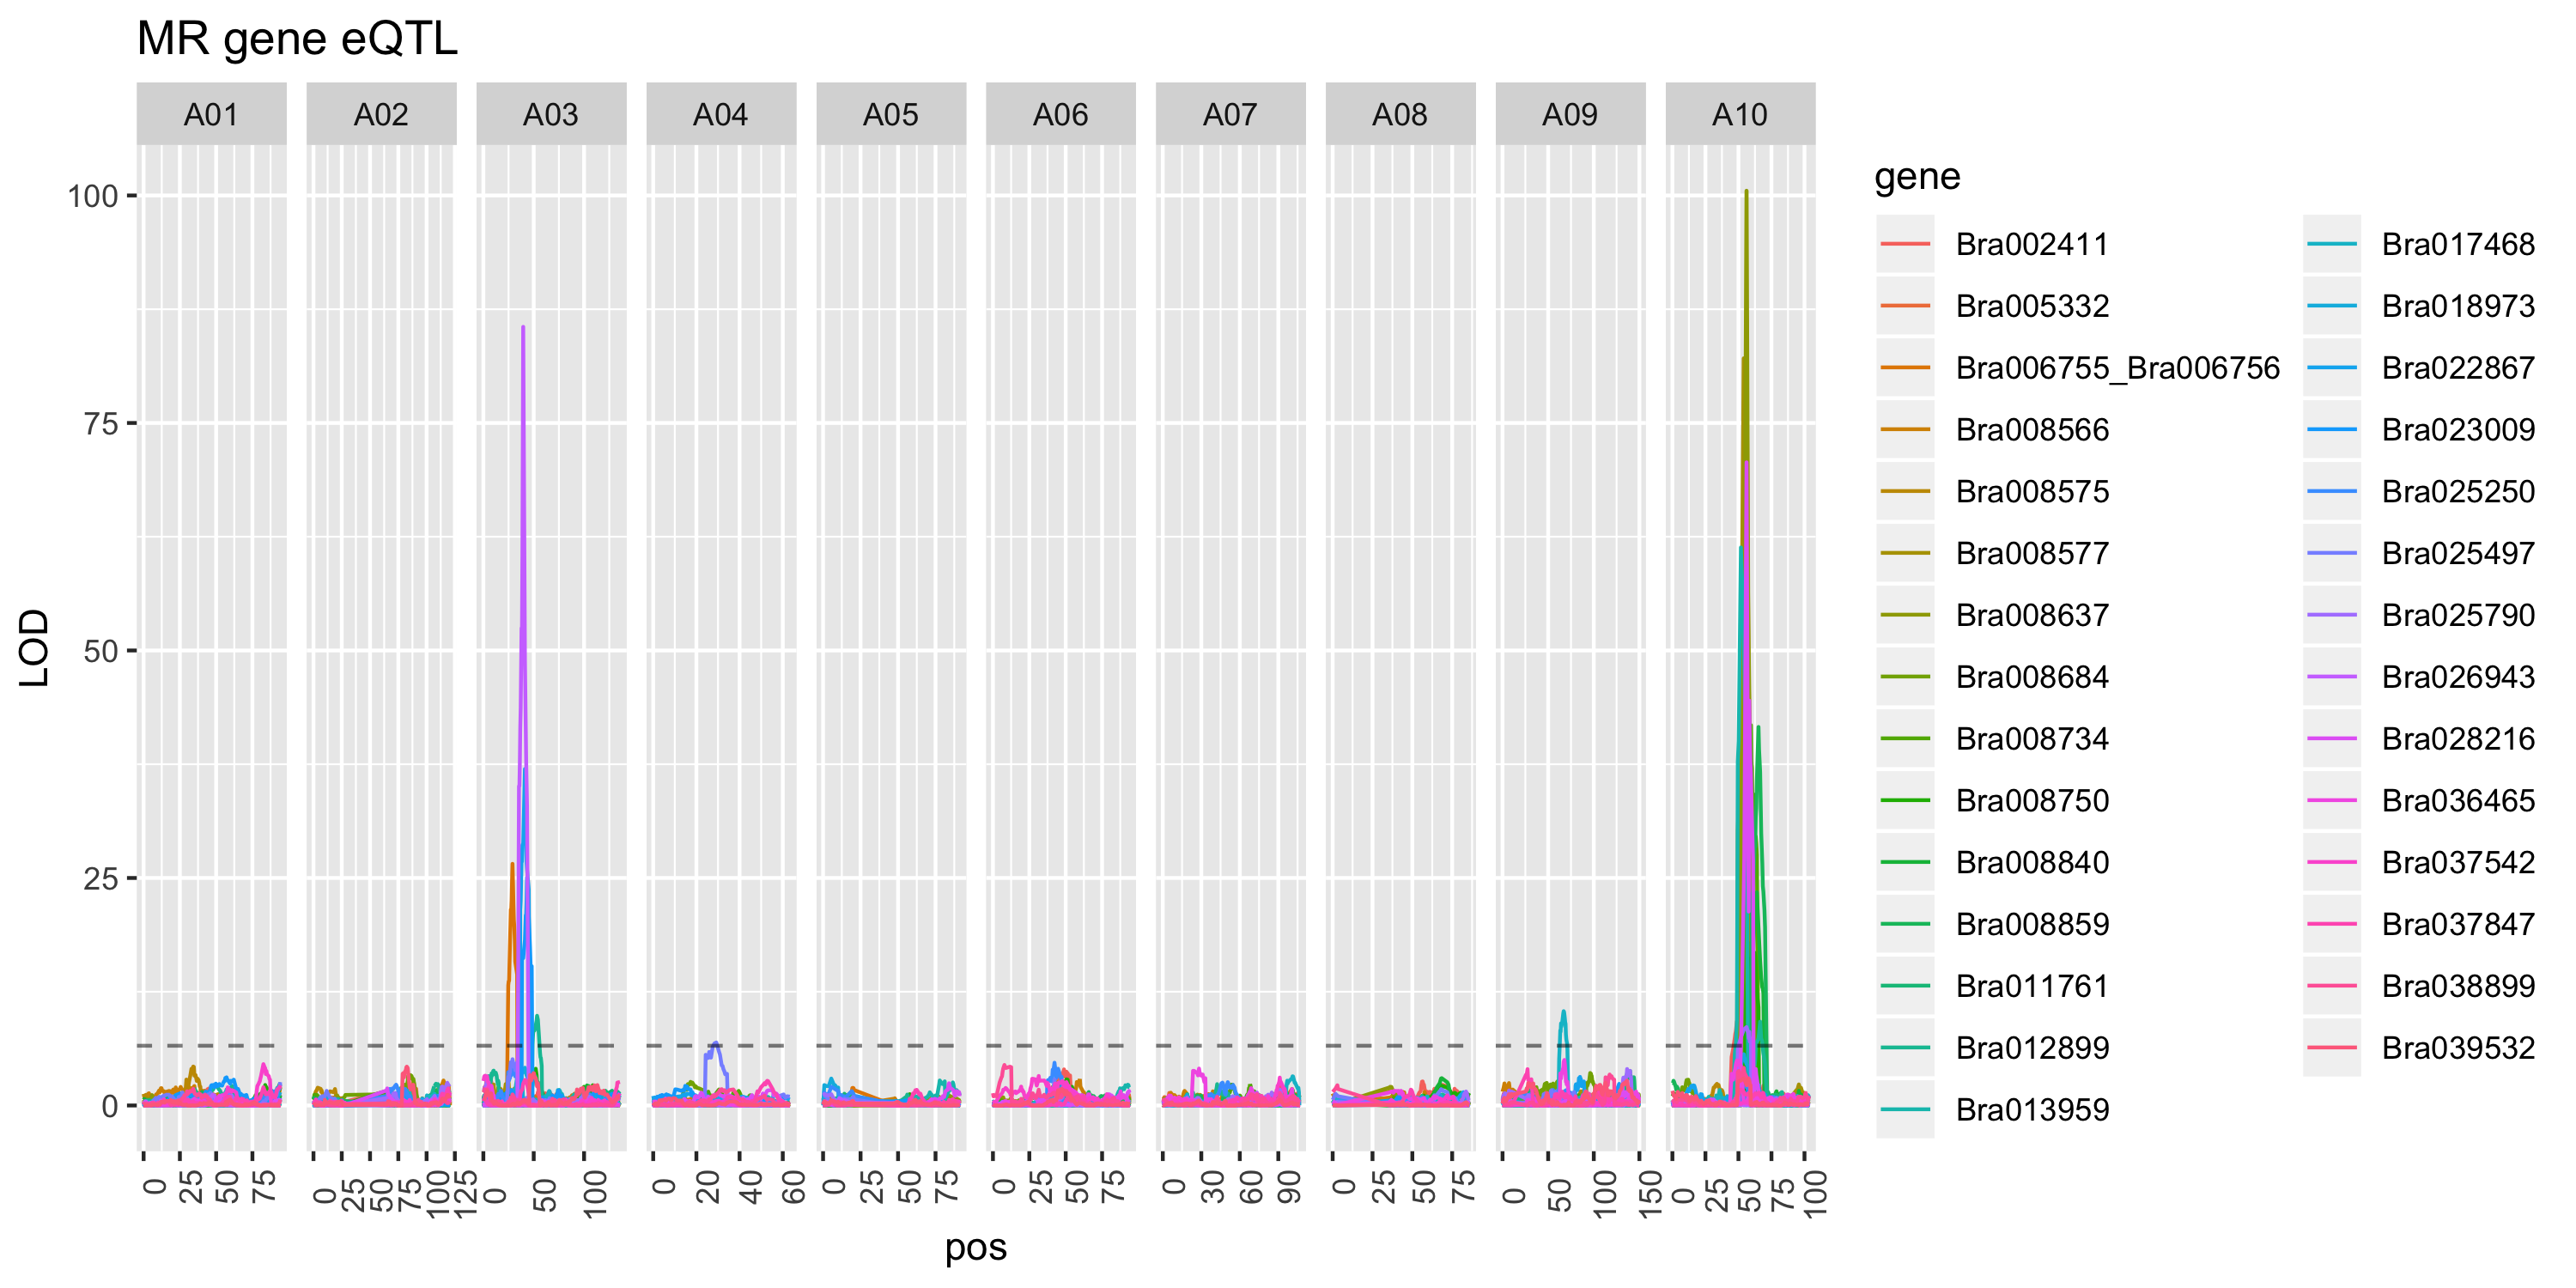 MR gene eQTL
A01 A02 A03 A04 A05 A06 A07 A08 A09 A10
100
75
50
25
0
LOD
0 25 50 75 0 25 50 75 100 125 0 50 100 0 20 40 60 0 25 50 75 0 25 50 75 0 30 60 90 0 25 50 75 0 50 100 150 0 25 50 75 100
pos
gene
Bra002411
Bra005332
Bra006755_Bra006756
Bra008566
Bra008575
Bra008577
Bra008637
Bra008684
Bra008734
Bra008750
Bra008840
Bra008859
Bra011761
Bra012899
Bra013959
Bra017468
Bra018973
Bra022867
Bra023009
Bra025250
Bra025497
Bra025790
Bra026943
Bra028216
Bra036465
Bra037542
Bra037847
Bra038899
Bra039532